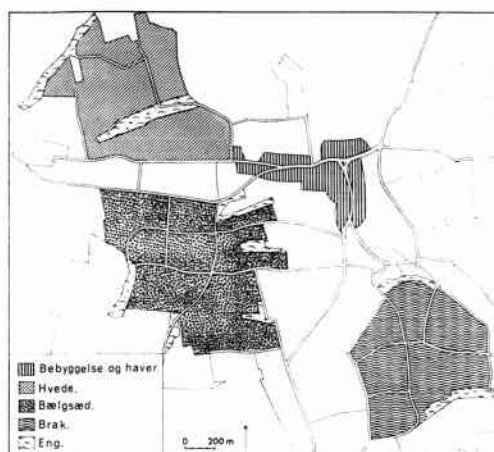 Bebyggelse og haver
Hvede.
Bælgsæd.
Brak.
Eng.
0 200 m